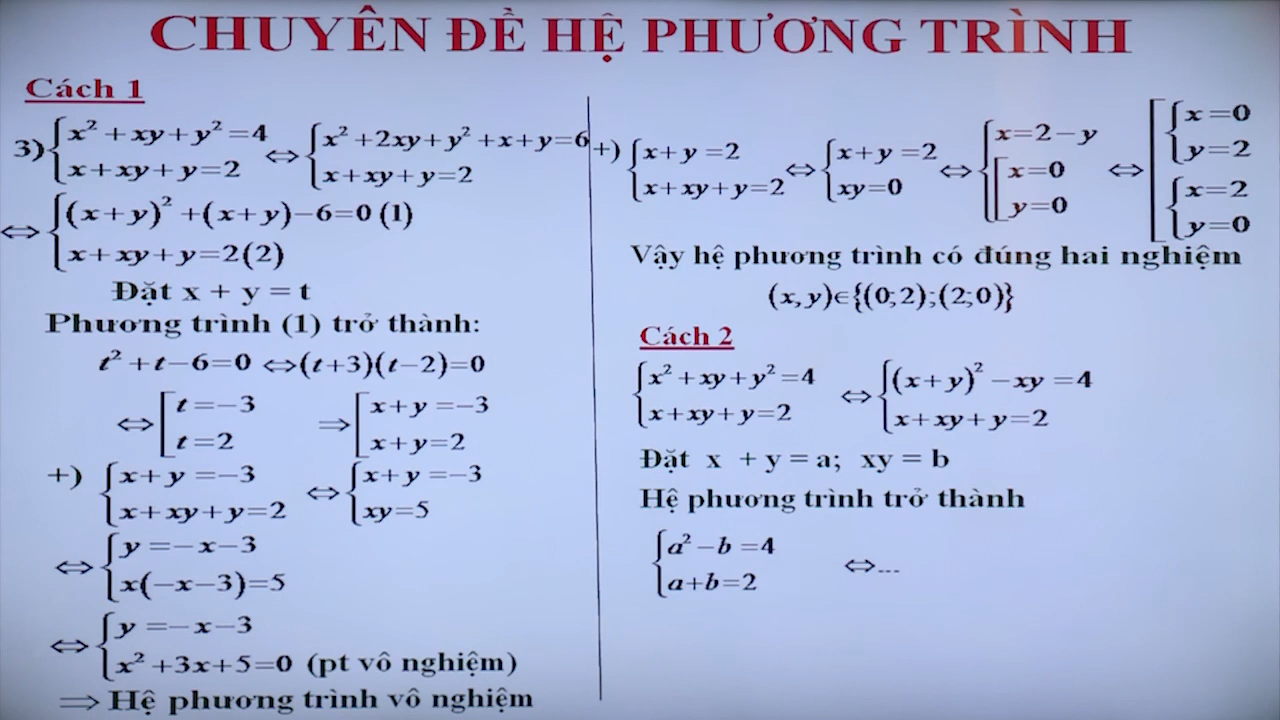 CHUYÊN ĐỀ HỆ PHƯƠNG TRÌNH
Cách 1
3) { x² + xy + y² = 4 ; x + xy + y = 2 ⇔ { x² + 2xy + y² + x + y = 6 ; x + xy + y = 2
⇔ { (x + y)² + (x + y) − 6 = 0 (1) ; x + xy + y = 2 (2)
Đặt x + y = t
Phương trình (1) trở thành:
t² + t − 6 = 0 ⇔ (t + 3)(t − 2) = 0
⇔ [ t = −3 ; t = 2 ⇒ [ x + y = −3 ; x + y = 2
+) { x + y = −3 ; x + xy + y = 2 ⇔ { x + y = −3 ; xy = 5
⇔ { y = −x − 3 ; x(−x − 3) = 5
⇔ { y = −x − 3 ; x² + 3x + 5 = 0 (pt vô nghiệm)
⇒ Hệ phương trình vô nghiệm
+) { x + y = 2 ; x + xy + y = 2 ⇔ { x + y = 2 ; xy = 0 ⇔ { x = 2 − y ; [ x = 0 ; y = 0 ⇔ [ { x = 0 ; y = 2 ; { x = 2 ; y = 0
Vậy hệ phương trình có đúng hai nghiệm
(x, y) ∈ {(0; 2); (2; 0)}
Cách 2
{ x² + xy + y² = 4 ; x + xy + y = 2 ⇔ { (x + y)² − xy = 4 ; x + xy + y = 2
Đặt x + y = a; xy = b
Hệ phương trình trở thành
{ a² − b = 4 ; a + b = 2 ⇔ ...